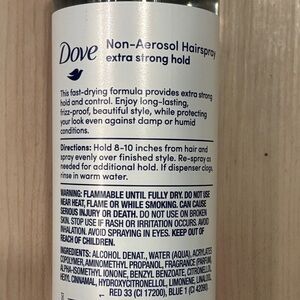 Dove Non-Aerosol Hairspray
extra strong hold
This fast-drying formula provides extra strong
hold and control. Enjoy long-lasting,
frizz-proof, beautiful style, while protecting
your look even against damp or humid
conditions.
Directions: Hold 8-10 inches from hair and
spray evenly over finished style. Re-spray as
needed for additional hold. If dispenser clogs,
rinse in warm water.
WARNING: FLAMMABLE UNTIL FULLY DRY. DO NOT USE
NEAR HEAT, FLAME OR WHILE SMOKING. CAN CAUSE
SERIOUS INJURY OR DEATH. DO NOT USE ON BROKEN
SKIN. STOP USE IF RASH OR IRRITATION OCCURS. AVOID
INHALATION. AVOID SPRAYING IN EYES. KEEP OUT OF
REACH OF CHILDREN.
INGREDIENTS: ALCOHOL DENAT., WATER (AQUA), ACRYLATES
COPOLYMER, AMINOMETHYL PROPANOL, FRAGRANCE (PARFUM),
ALPHA-ISOMETHYL IONONE, BENZYL BENZOATE, CITRONELLOL,
HEXYL CINNAMAL, HYDROXYCITRONELLOL, LIMONENE,
RED 33 (CI 17200), BLUE 1 (CI 42090)